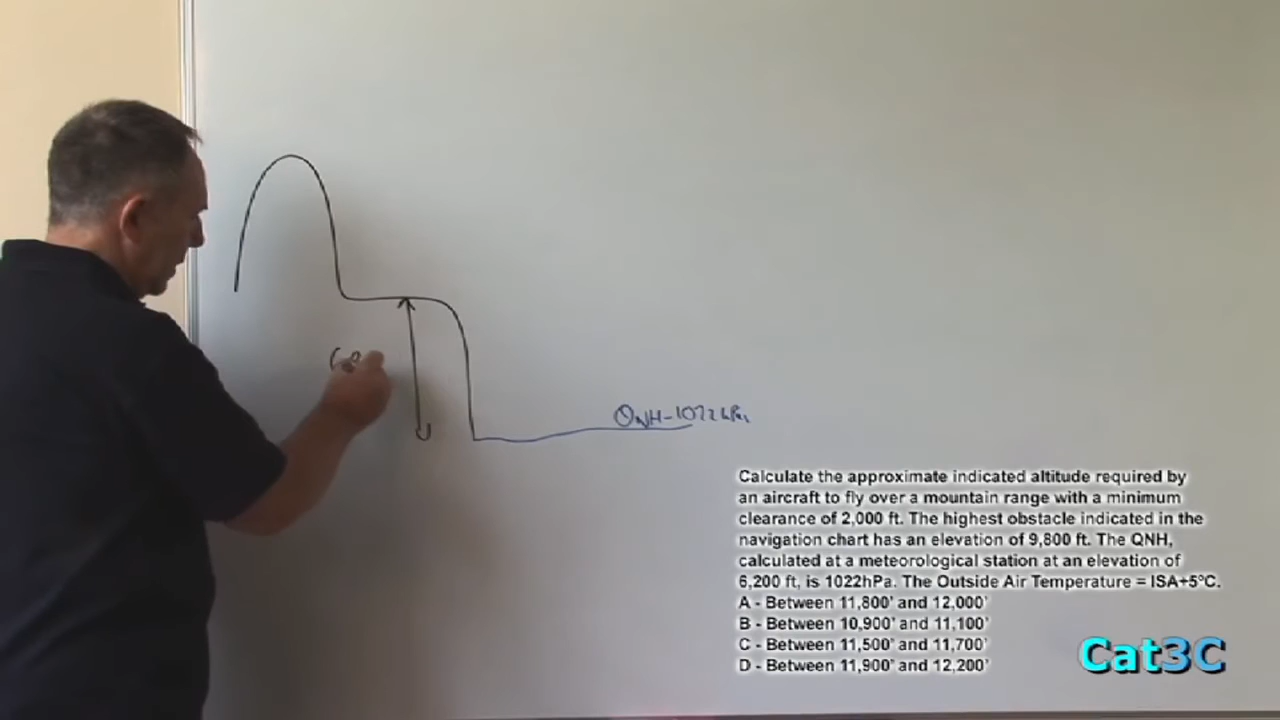 QNH-1022 hPa
Calculate the approximate indicated altitude required by
an aircraft to fly over a mountain range with a minimum
clearance of 2,000 ft. The highest obstacle indicated in the
navigation chart has an elevation of 9,800 ft. The QNH,
calculated at a meteorological station at an elevation of
6,200 ft, is 1022hPa. The Outside Air Temperature = ISA+5°C.
A - Between 11,800' and 12,000'
B - Between 10,900' and 11,100'
C - Between 11,500' and 11,700'
D - Between 11,900' and 12,200'
Cat3C